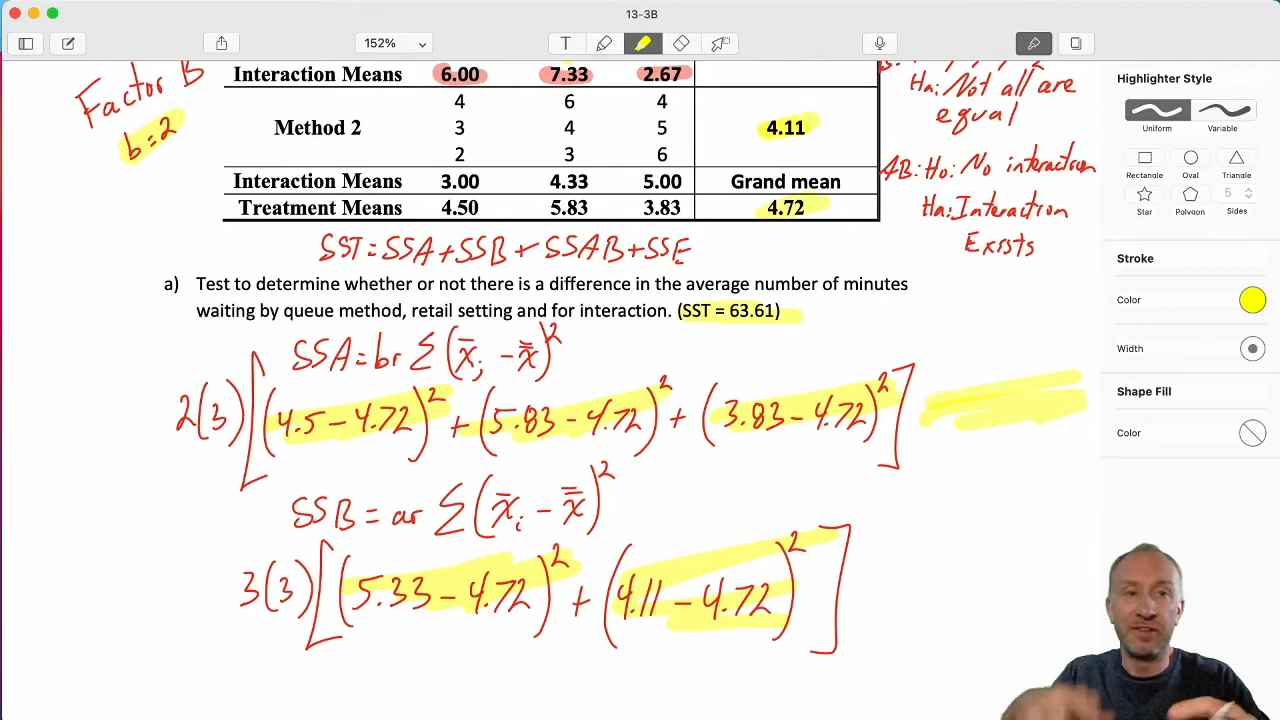 13-3B
152%
T
Highlighter Style
Uniform Variable
Rectangle Oval Triangle
5
Star Polygon Sides
Stroke
Color
Width
Shape Fill
Color
Factor B
b=2
Interaction Means 6.00 7.33 2.67
4 6 4
Method 2 3 4 5 4.11
2 3 6
Interaction Means 3.00 4.33 5.00 Grand mean
Treatment Means 4.50 5.83 3.83 4.72
Ha: Not all are
equal
AB: Ho: No interaction
Ha: Interaction
Exists
SST = SSA + SSB + SSAB + SSE
a) Test to determine whether or not there is a difference in the average number of minutes
waiting by queue method, retail setting and for interaction. (SST = 63.61)
SSA = br Σ(x̄j - x̿)²
2(3)[(4.5 - 4.72)² + (5.83 - 4.72)² + (3.83 - 4.72)²]
SSB = ar Σ(x̄i - x̿)²
3(3)[(5.33 - 4.72)² + (4.11 - 4.72)²]